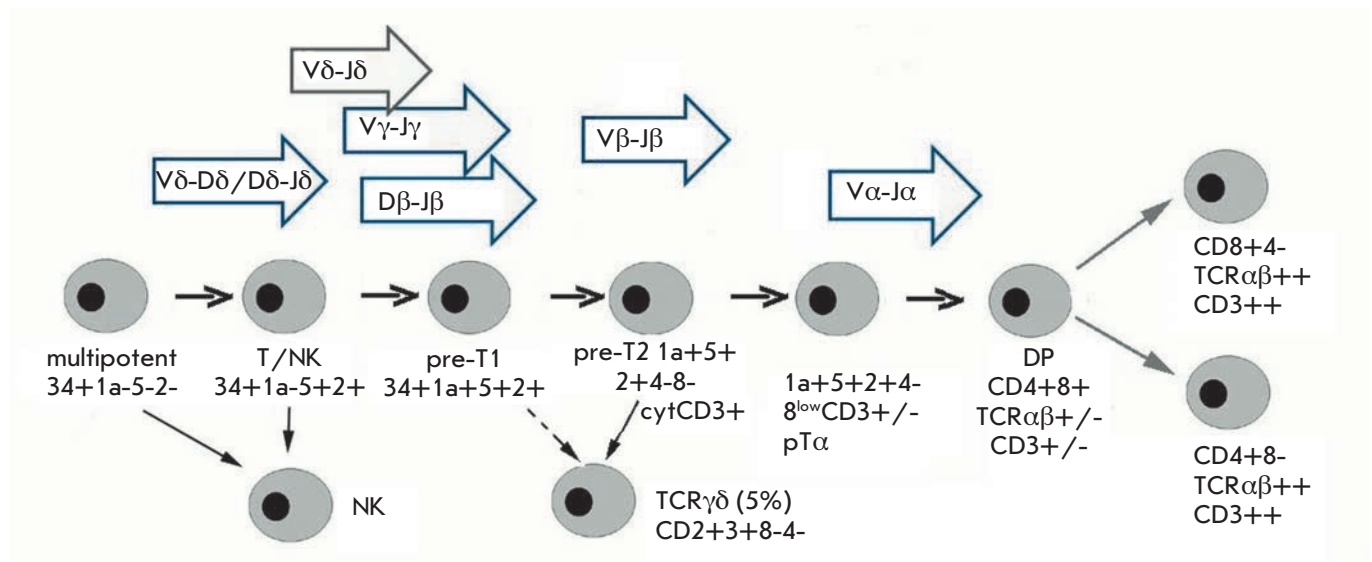 Vδ-Jδ
Vγ-Jγ
Vδ-Dδ/Dδ-Jδ
Dβ-Jβ
Vβ-Jβ
Vα-Jα
multipotent
34+1a-5-2-
T/NK
34+1a-5+2+
pre-T1
34+1a+5+2+
pre-T2 1a+5+
2+4-8-
cytCD3+
1a+5+2+4-
8lowCD3+/-
pTα
DP
CD4+8+
TCRαβ+/-
CD3+/-
CD8+4-
TCRαβ++
CD3++
CD4+8-
TCRαβ++
CD3++
NK
TCRγδ (5%)
CD2+3+8-4-